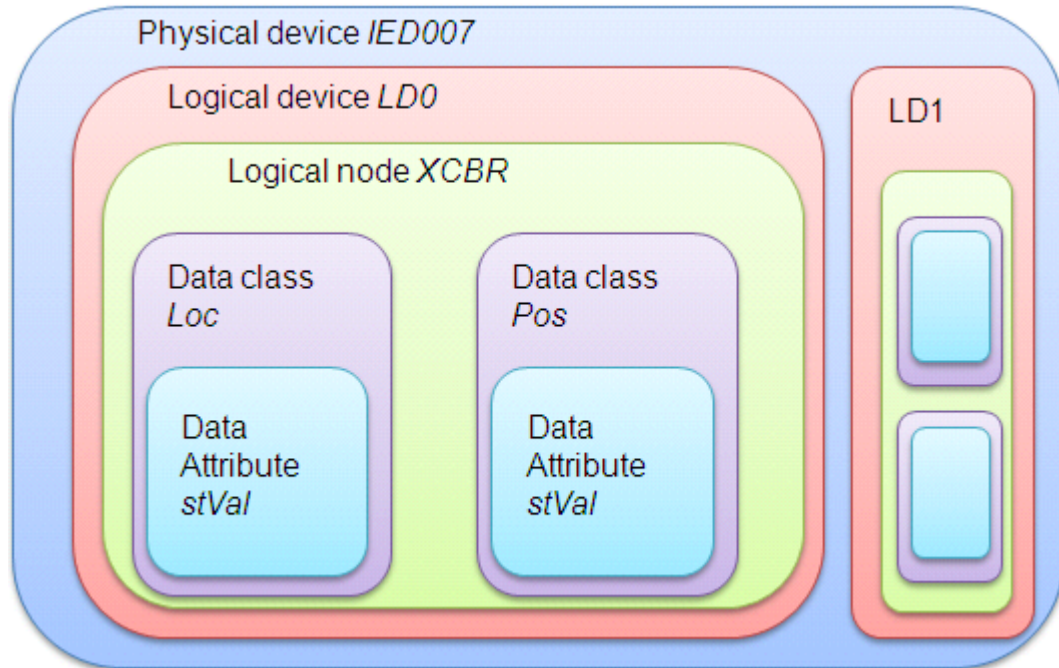 Physical device IED007
Logical device LD0
LD1
Logical node XCBR
Data class
Loc
Data class
Pos
Data
Attribute
stVal
Data
Attribute
stVal